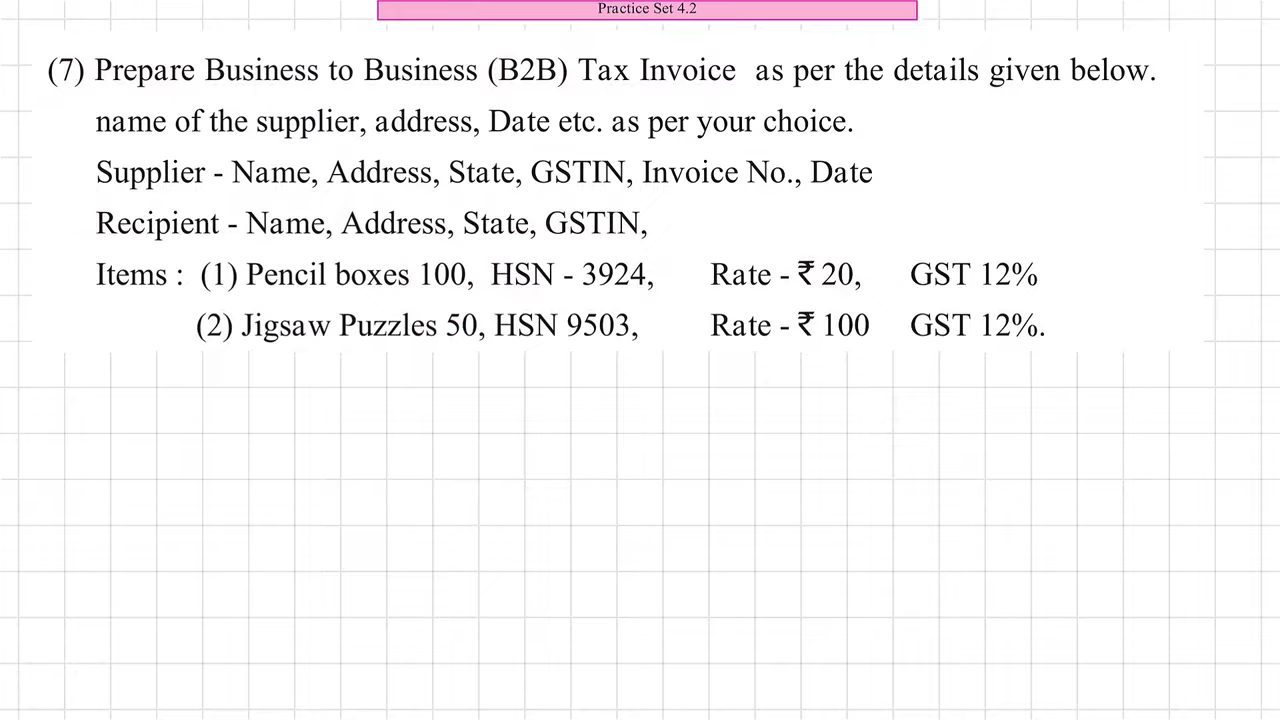 Practice Set 4.2
(7) Prepare Business to Business (B2B) Tax Invoice as per the details given below.
name of the supplier, address, Date etc. as per your choice.
Supplier - Name, Address, State, GSTIN, Invoice No., Date
Recipient - Name, Address, State, GSTIN,
Items : (1) Pencil boxes 100, HSN - 3924, Rate - ₹ 20, GST 12%
(2) Jigsaw Puzzles 50, HSN 9503, Rate - ₹ 100 GST 12%.